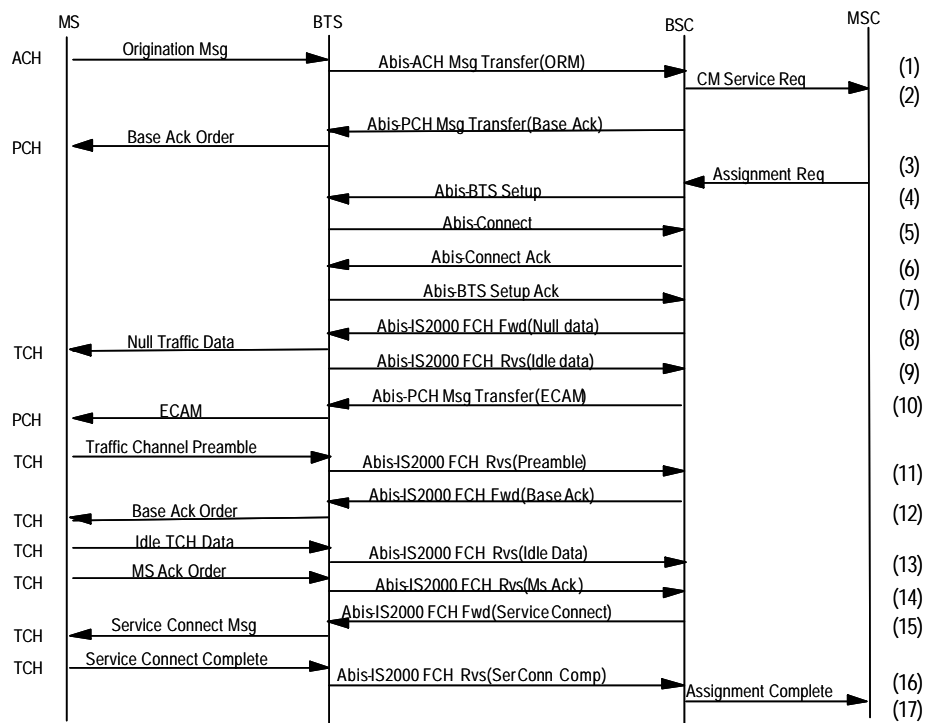 MS BTS BSC MSC
ACH Origination Msg
Abis-ACH Msg Transfer(ORM) (1)
CM Service Req (2)
Abis-PCH Msg Transfer(Base Ack)
PCH Base Ack Order
Assignment Req (3)
Abis-BTS Setup (4)
Abis-Connect (5)
Abis-Connect Ack (6)
Abis-BTS Setup Ack (7)
Abis-IS2000 FCH Fwd(Null data) (8)
TCH Null Traffic Data
Abis-IS2000 FCH Rvs(Idle data) (9)
Abis-PCH Msg Transfer(ECAM) (10)
PCH ECAM
TCH Traffic Channel Preamble
Abis-IS2000 FCH Rvs(Preamble) (11)
Abis-IS2000 FCH Fwd(Base Ack) (12)
TCH Base Ack Order
TCH Idle TCH Data
Abis-IS2000 FCH Rvs(Idle Data) (13)
TCH MS Ack Order
Abis-IS2000 FCH Rvs(Ms Ack) (14)
Abis-IS2000 FCH Fwd(Service Connect) (15)
TCH Service Connect Msg
TCH Service Connect Complete
Abis-IS2000 FCH Rvs(Ser Conn Comp) (16)
Assignment Complete (17)